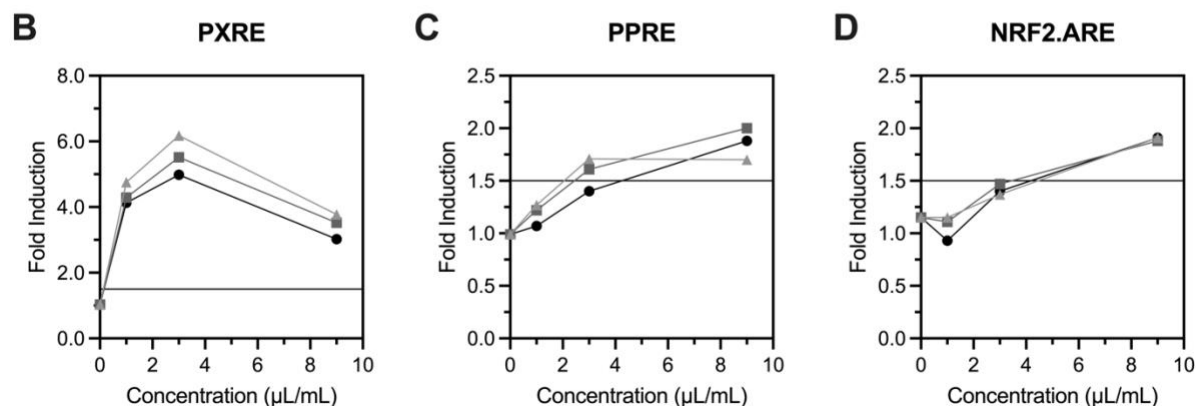 B PXRE
8.0
6.0
4.0
2.0
0.0
Fold Induction
0 2 4 6 8 10
Concentration (µL/mL)
C PPRE
2.5
2.0
1.5
1.0
0.5
0.0
Fold Induction
0 2 4 6 8 10
Concentration (µL/mL)
D NRF2.ARE
2.5
2.0
1.5
1.0
0.5
0.0
Fold Induction
0 2 4 6 8 10
Concentration (µL/mL)